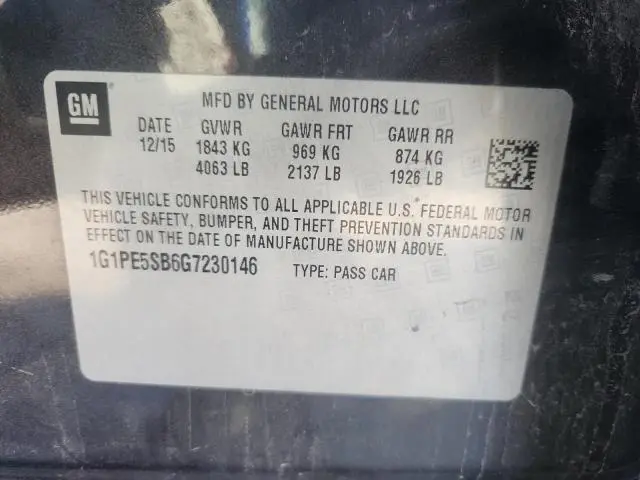 GM
MFD BY GENERAL MOTORS LLC
DATE GVWR GAWR FRT GAWR RR
12/15 1843 KG 969 KG 874 KG
4063 LB 2137 LB 1926 LB
THIS VEHICLE CONFORMS TO ALL APPLICABLE U.S. FEDERAL MOTOR
VEHICLE SAFETY, BUMPER, AND THEFT PREVENTION STANDARDS IN
EFFECT ON THE DATE OF MANUFACTURE SHOWN ABOVE.
1G1PE5SB6G7230146 TYPE: PASS CAR